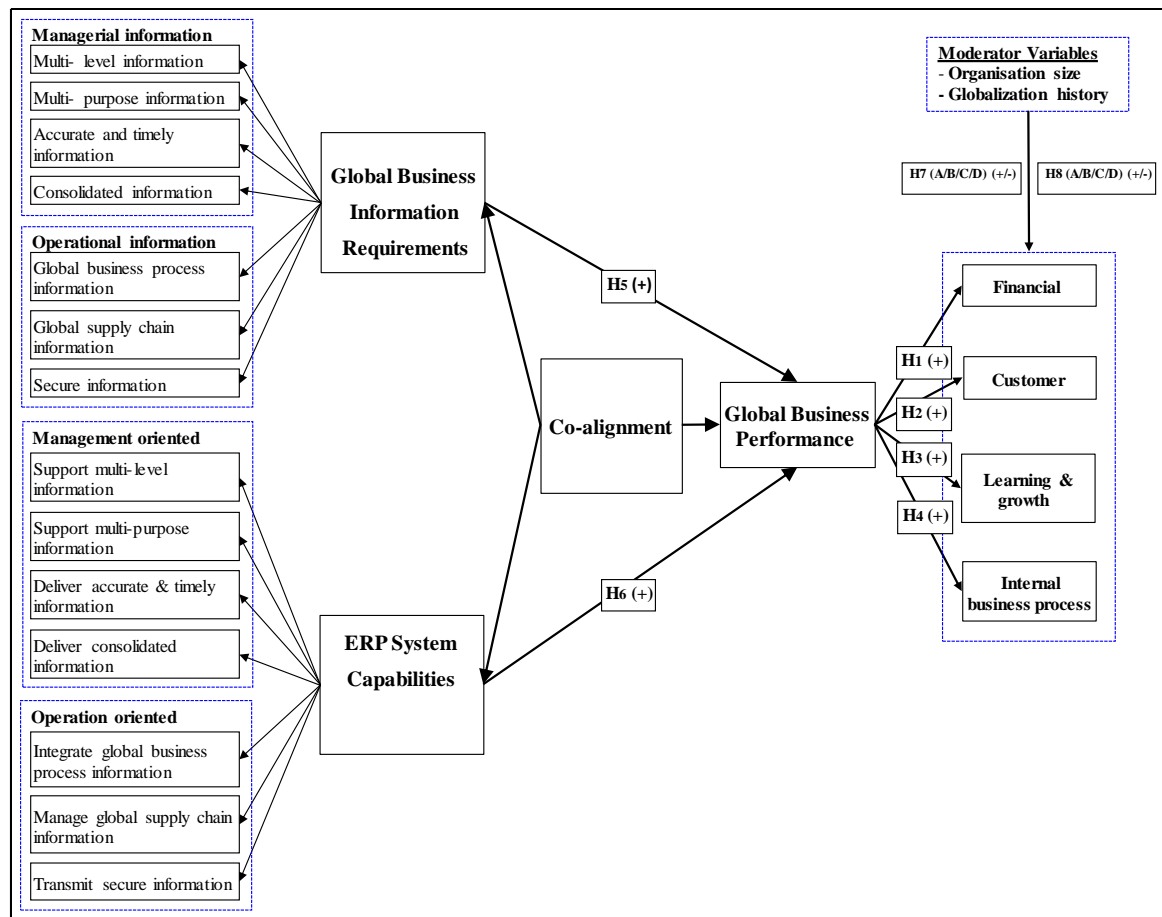 Managerial information
Multi- level information
Multi- purpose information
Accurate and timely
information
Consolidated information
Operational information
Global business process
information
Global supply chain
information
Secure information
Management oriented
Support multi-level
information
Support multi-purpose
information
Deliver accurate & timely
information
Deliver consolidated
information
Operation oriented
Integrate global business
process information
Manage global supply chain
information
Transmit secure information
Global Business
Information
Requirements
ERP System
Capabilities
Co-alignment
H5 (+)
H6 (+)
Global Business
Performance
Moderator Variables
- Organisation size
- Globalization history
H7 (A/B/C/D) (+/-)
H8 (A/B/C/D) (+/-)
H1 (+)
H2 (+)
H3 (+)
H4 (+)
Financial
Customer
Learning &
growth
Internal
business process